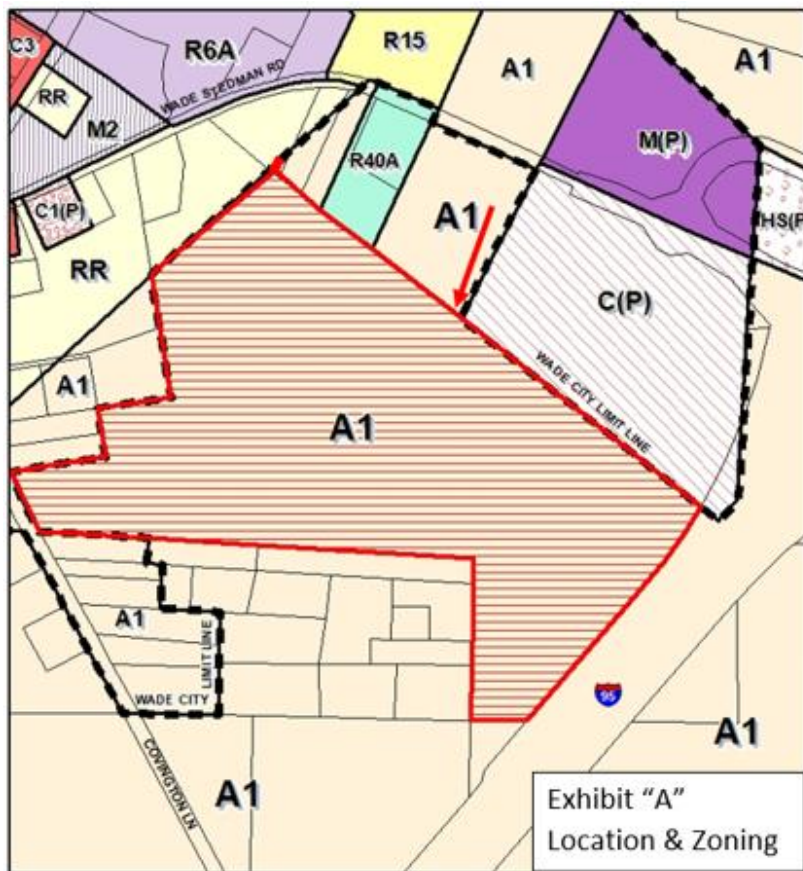 C3
R6A
R15
A1
A1
RR
WADE STEDMAN RD
M2
M(P)
R40A
C1(P)
A1
HS(P
RR
C(P)
WADE CITY LIMIT LINE
A1
A1
A1
LIMIT LINE
WADE CITY
95
COVINGTON LN
A1
A1
Exhibit “A”
Location & Zoning